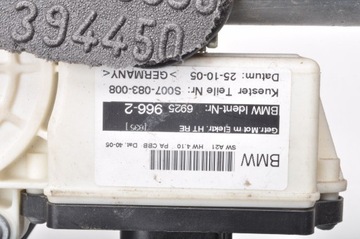 394450
BMW
SW A21 HW 4.10 PA CBB Dat. 40-05
Getr.Mot m Elektr. HT RE
BMW Ident-Nr: 6925 966-2
Kuester Teile Nr: S007-083-008
Datum: 25-10-05 >GERMANY<